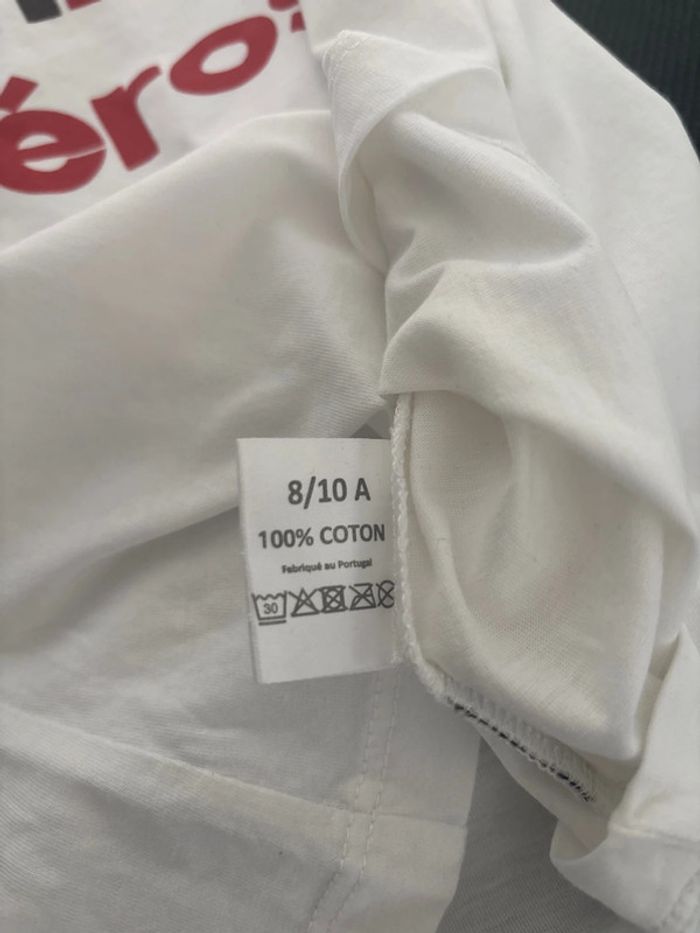 éro
8/10 A
100% COTON
Fabriqué au Portugal
30